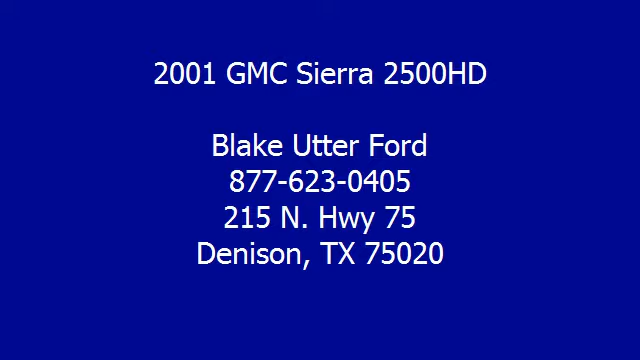 2001 GMC Sierra 2500HD
Blake Utter Ford
877-623-0405
215 N. Hwy 75
Denison, TX 75020